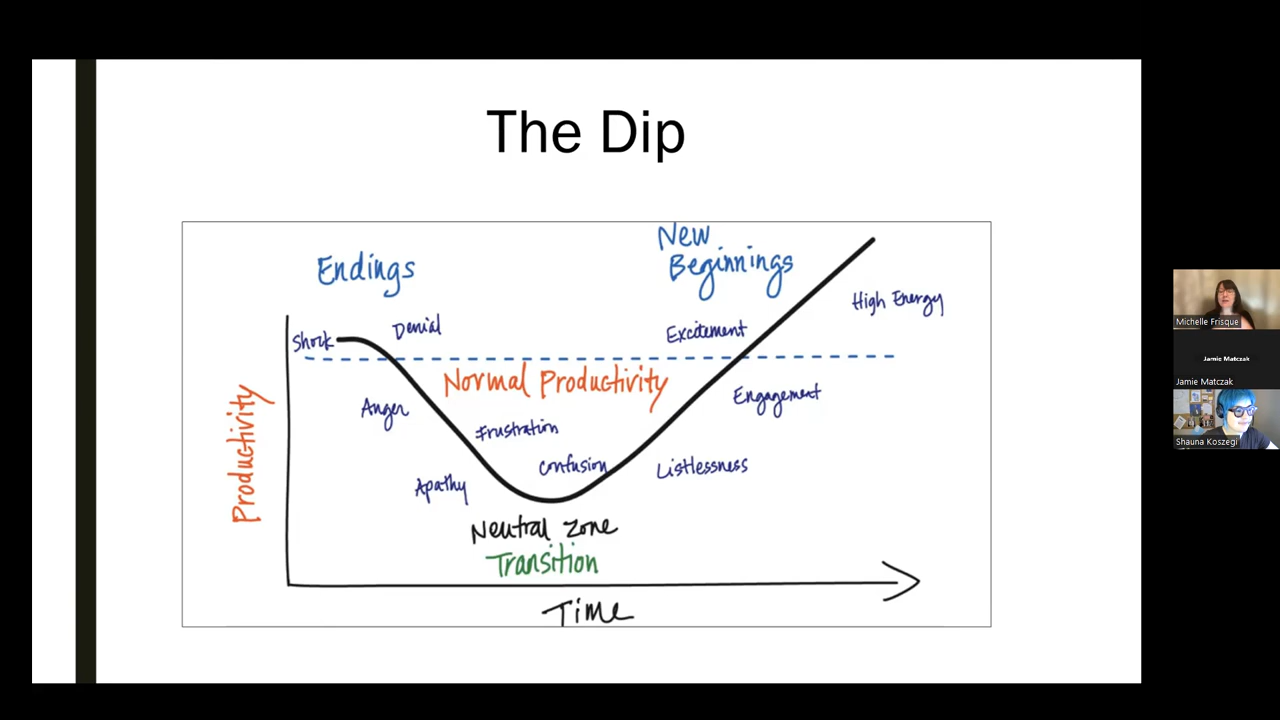 The Dip
Endings
New
Beginnings
High Energy
Shock
Denial
Excitement
Normal Productivity
Anger
Engagement
Frustration
Confusion
Listlessness
Apathy
Productivity
Neutral zone
Transition
Time
Michelle Frisque
Jamie Matczak
Jamie Matczak
Shauna Koszegi